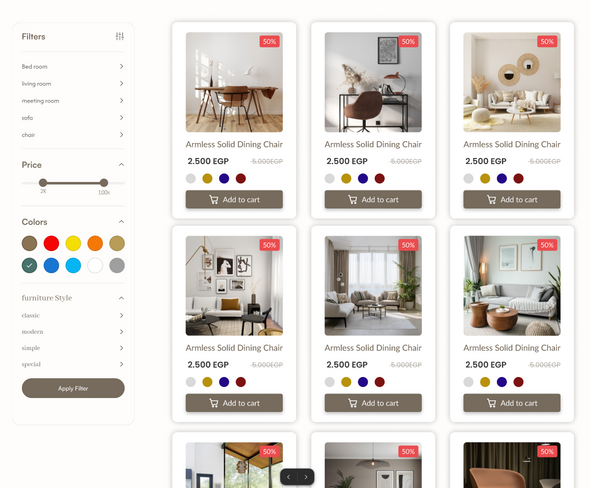 Filters
Bed room
living room
meeting room
sofa
chair
Price
2K
100k
Colors
furniture Style
classic
modern
simple
special
Apply Filter
50%
50%
50%
Armless Solid Dining Chair
Armless Solid Dining Chair
Armless Solid Dining Chair
2.500 EGP
5.000EGP
2.500 EGP
5.000EGP
2.500 EGP
5.000EGP
Add to cart
Add to cart
Add to cart
50%
50%
50%
Armless Solid Dining Chair
Armless Solid Dining Chair
Armless Solid Dining Chair
2.500 EGP
5.000EGP
2.500 EGP
5.000EGP
2.500 EGP
5.000EGP
Add to cart
Add to cart
Add to cart
50%
50%
50%